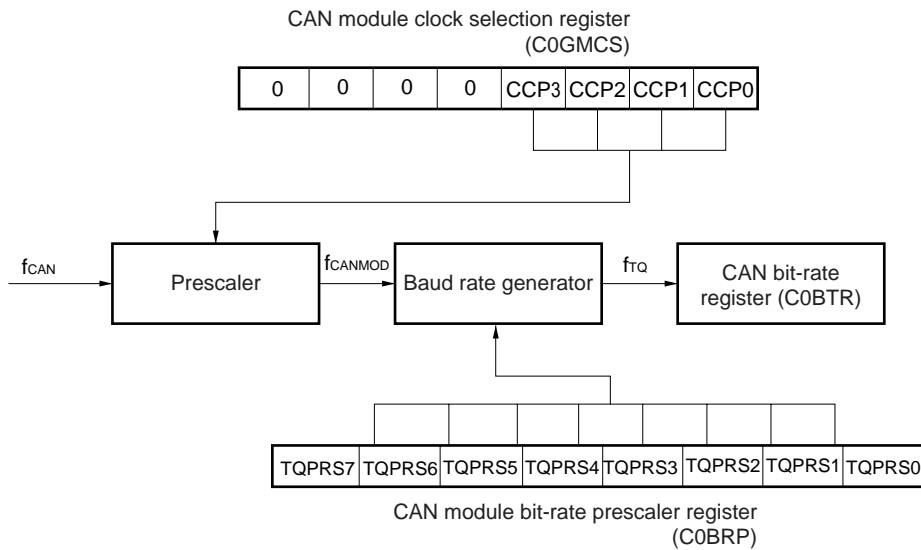 CAN module clock selection register
(C0GMCS)
0 0 0 0 CCP3 CCP2 CCP1 CCP0
fCAN
Prescaler
fCANMOD
Baud rate generator
fTQ
CAN bit-rate
register (C0BTR)
TQPRS7 TQPRS6 TQPRS5 TQPRS4 TQPRS3 TQPRS2 TQPRS1 TQPRS0
CAN module bit-rate prescaler register
(C0BRP)